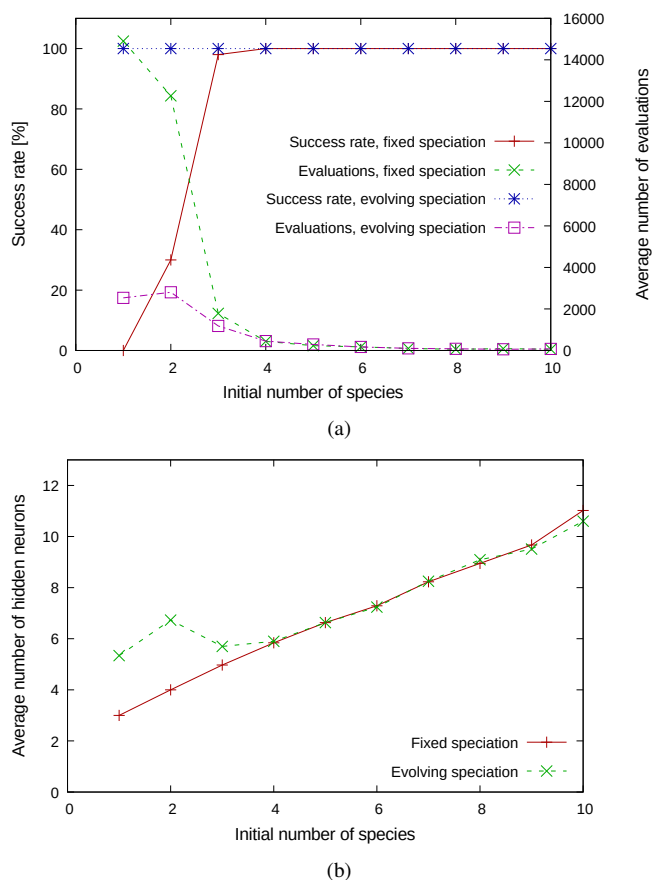 100
80
60
40
20
0
Success rate [%]
16000
14000
12000
10000
8000
6000
4000
2000
0
Average number of evaluations
Success rate, fixed speciation
Evaluations, fixed speciation
Success rate, evolving speciation
Evaluations, evolving speciation
0 2 4 6 8 10
Initial number of species
(a)
12
10
8
6
4
2
0
Average number of hidden neurons
Fixed speciation
Evolving speciation
0 2 4 6 8 10
Initial number of species
(b)